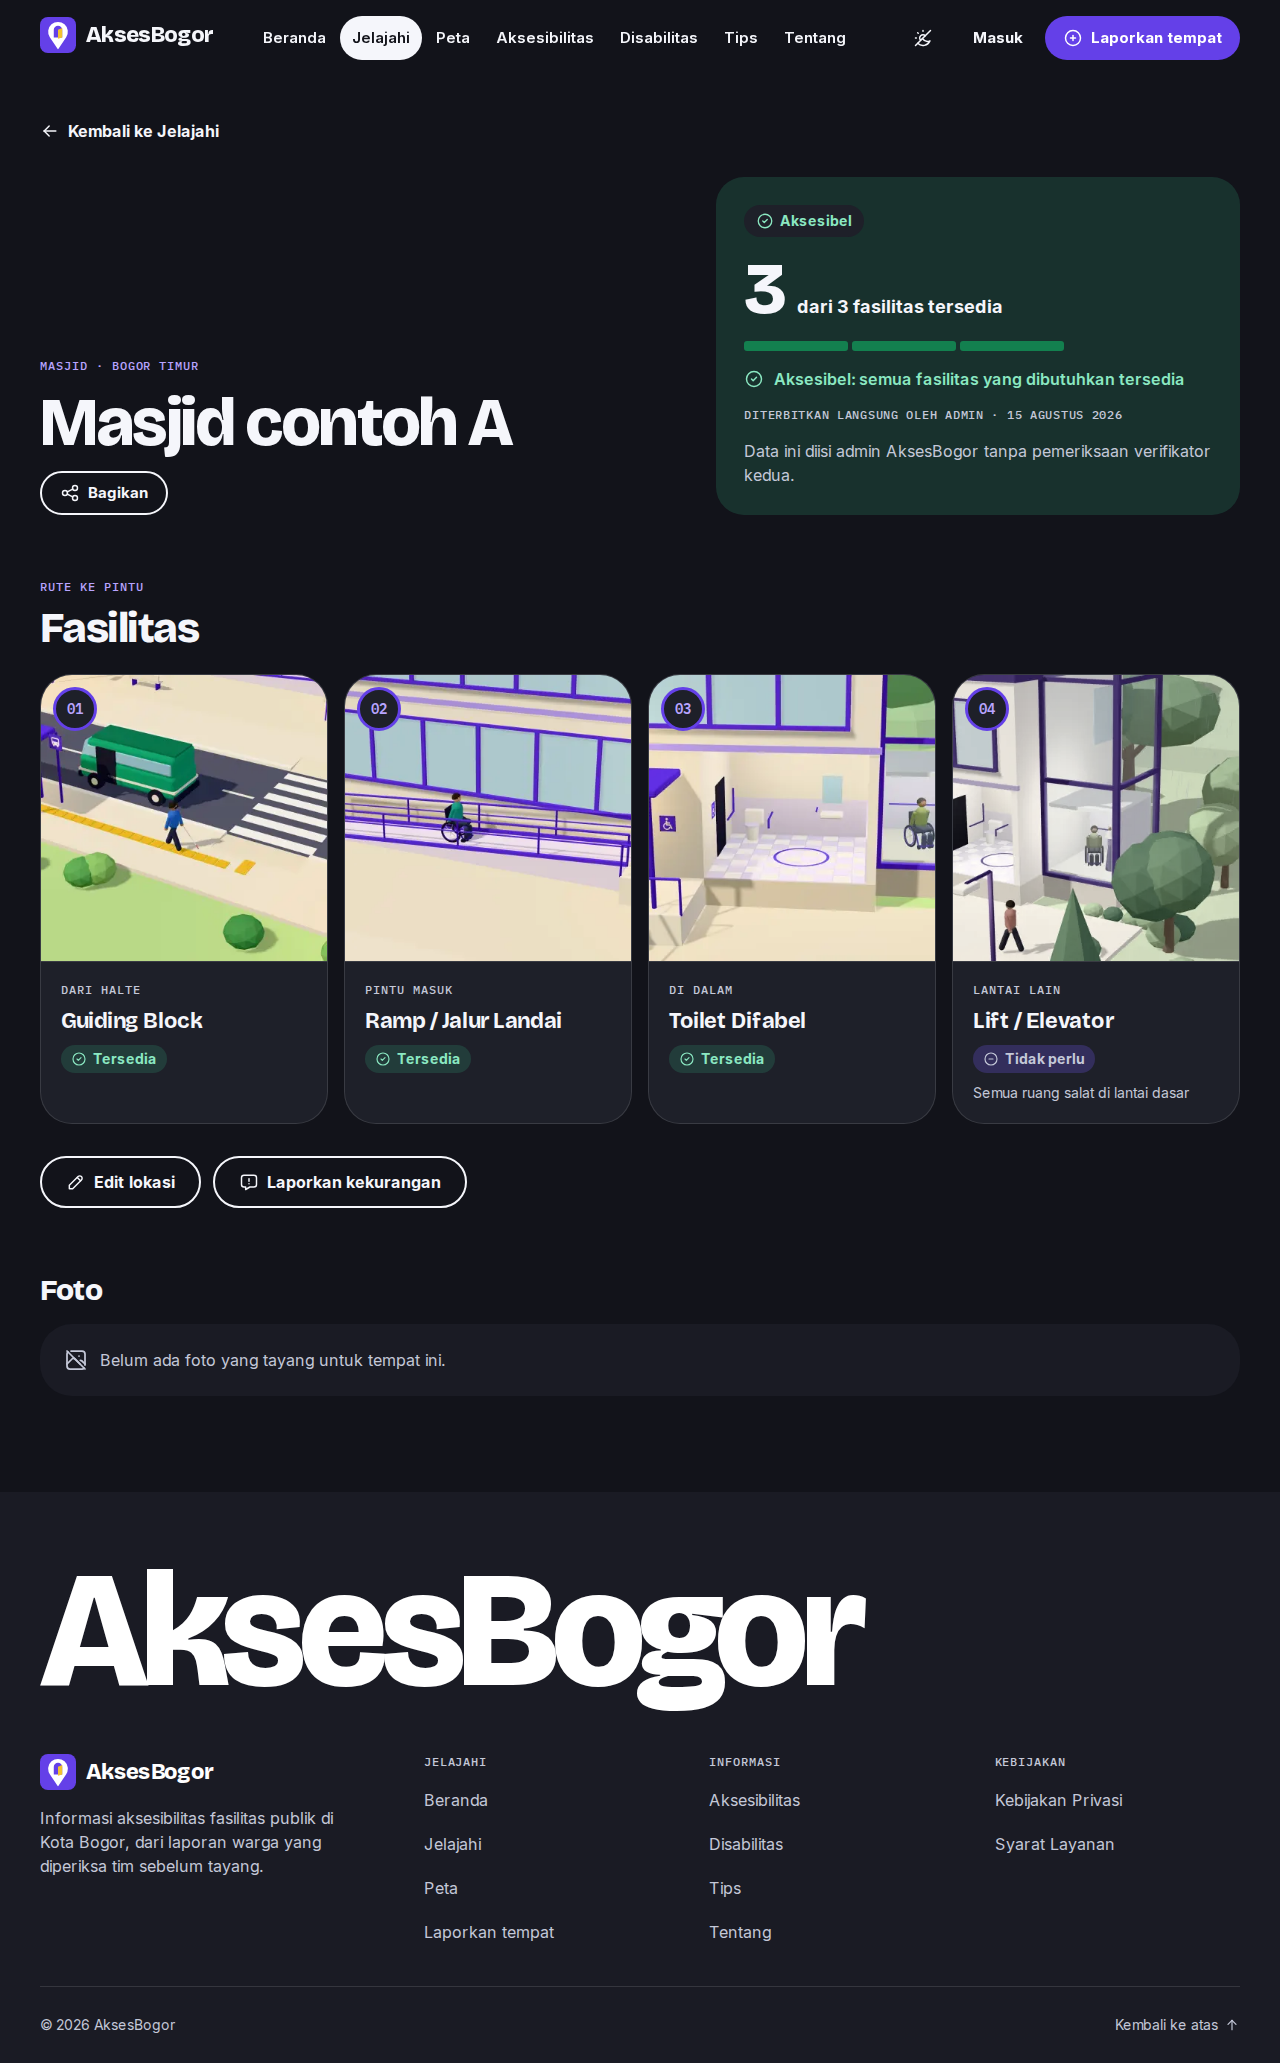 AksesBogor
Beranda
Jelajahi
Peta
Aksesibilitas
Disabilitas
Tips
Tentang
Masuk
Laporkan tempat
Kembali ke Jelajahi
MASJID · BOGOR TIMUR
Masjid contoh A
Bagikan
Aksesibel
3 dari 3 fasilitas tersedia
Aksesibel: semua fasilitas yang dibutuhkan tersedia
DITERBITKAN LANGSUNG OLEH ADMIN · 15 AGUSTUS 2026
Data ini diisi admin AksesBogor tanpa pemeriksaan verifikator
kedua.
RUTE KE PINTU
Fasilitas
01
DARI HALTE
Guiding Block
Tersedia
02
PINTU MASUK
Ramp / Jalur Landai
Tersedia
03
DI DALAM
Toilet Difabel
Tersedia
04
LANTAI LAIN
Lift / Elevator
Tidak perlu
Semua ruang salat di lantai dasar
Edit lokasi
Laporkan kekurangan
Foto
Belum ada foto yang tayang untuk tempat ini.
AksesBogor
AksesBogor
Informasi aksesibilitas fasilitas publik di
Kota Bogor, dari laporan warga yang
diperiksa tim sebelum tayang.
JELAJAHI
Beranda
Jelajahi
Peta
Laporkan tempat
INFORMASI
Aksesibilitas
Disabilitas
Tips
Tentang
KEBIJAKAN
Kebijakan Privasi
Syarat Layanan
© 2026 AksesBogor
Kembali ke atas